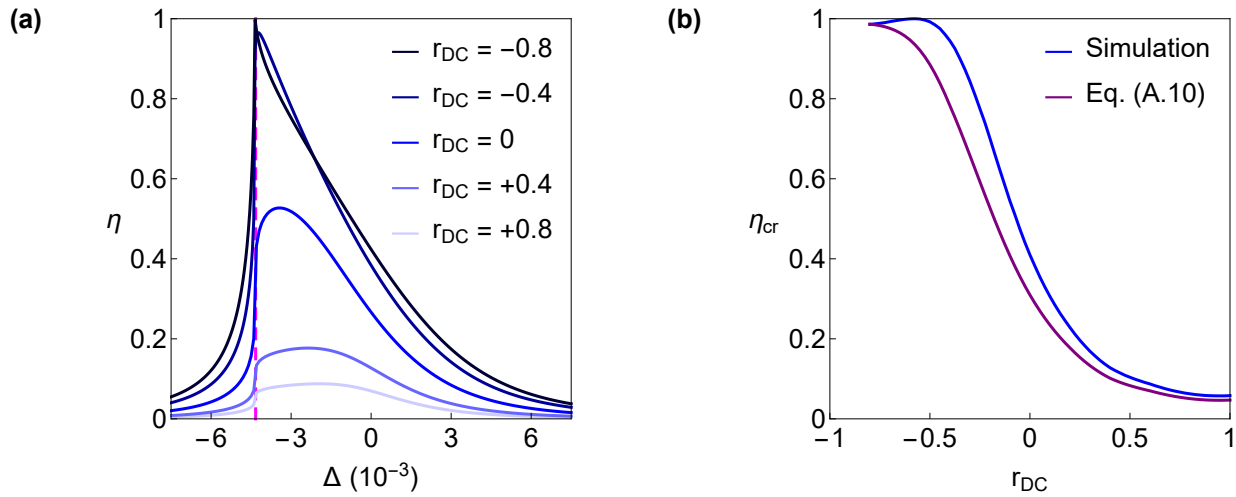 (a)
1
0.8
0.6
0.4
0.2
0
η
−6
−3
0
3
6
Δ (10⁻³)
r_DC = −0.8
r_DC = −0.4
r_DC = 0
r_DC = +0.4
r_DC = +0.8
(b)
1
0.8
0.6
0.4
0.2
0
η_cr
−1
−0.5
0
0.5
1
r_DC
Simulation
Eq. (A.10)